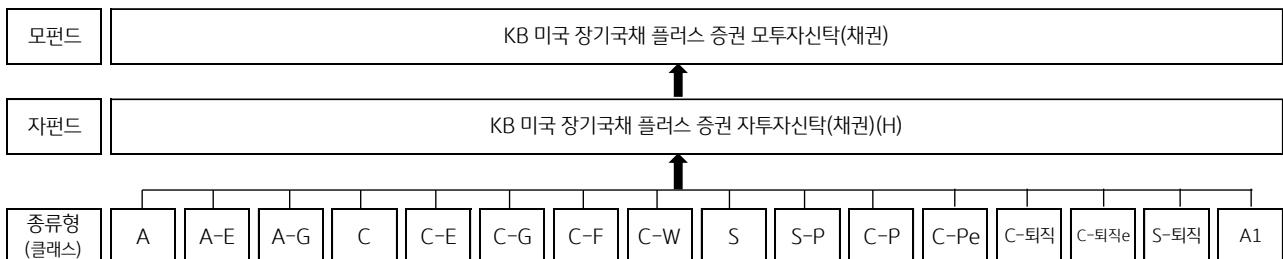 모펀드
KB 미국 장기국채 플러스 증권 모투자신탁(채권)
자펀드
KB 미국 장기국채 플러스 증권 자투자신탁(채권)(H)
종류형
(클래스)
A
A-E
A-G
C
C-E
C-G
C-F
C-W
S
S-P
C-P
C-Pe
C-퇴직
C-퇴직e
S-퇴직
A1